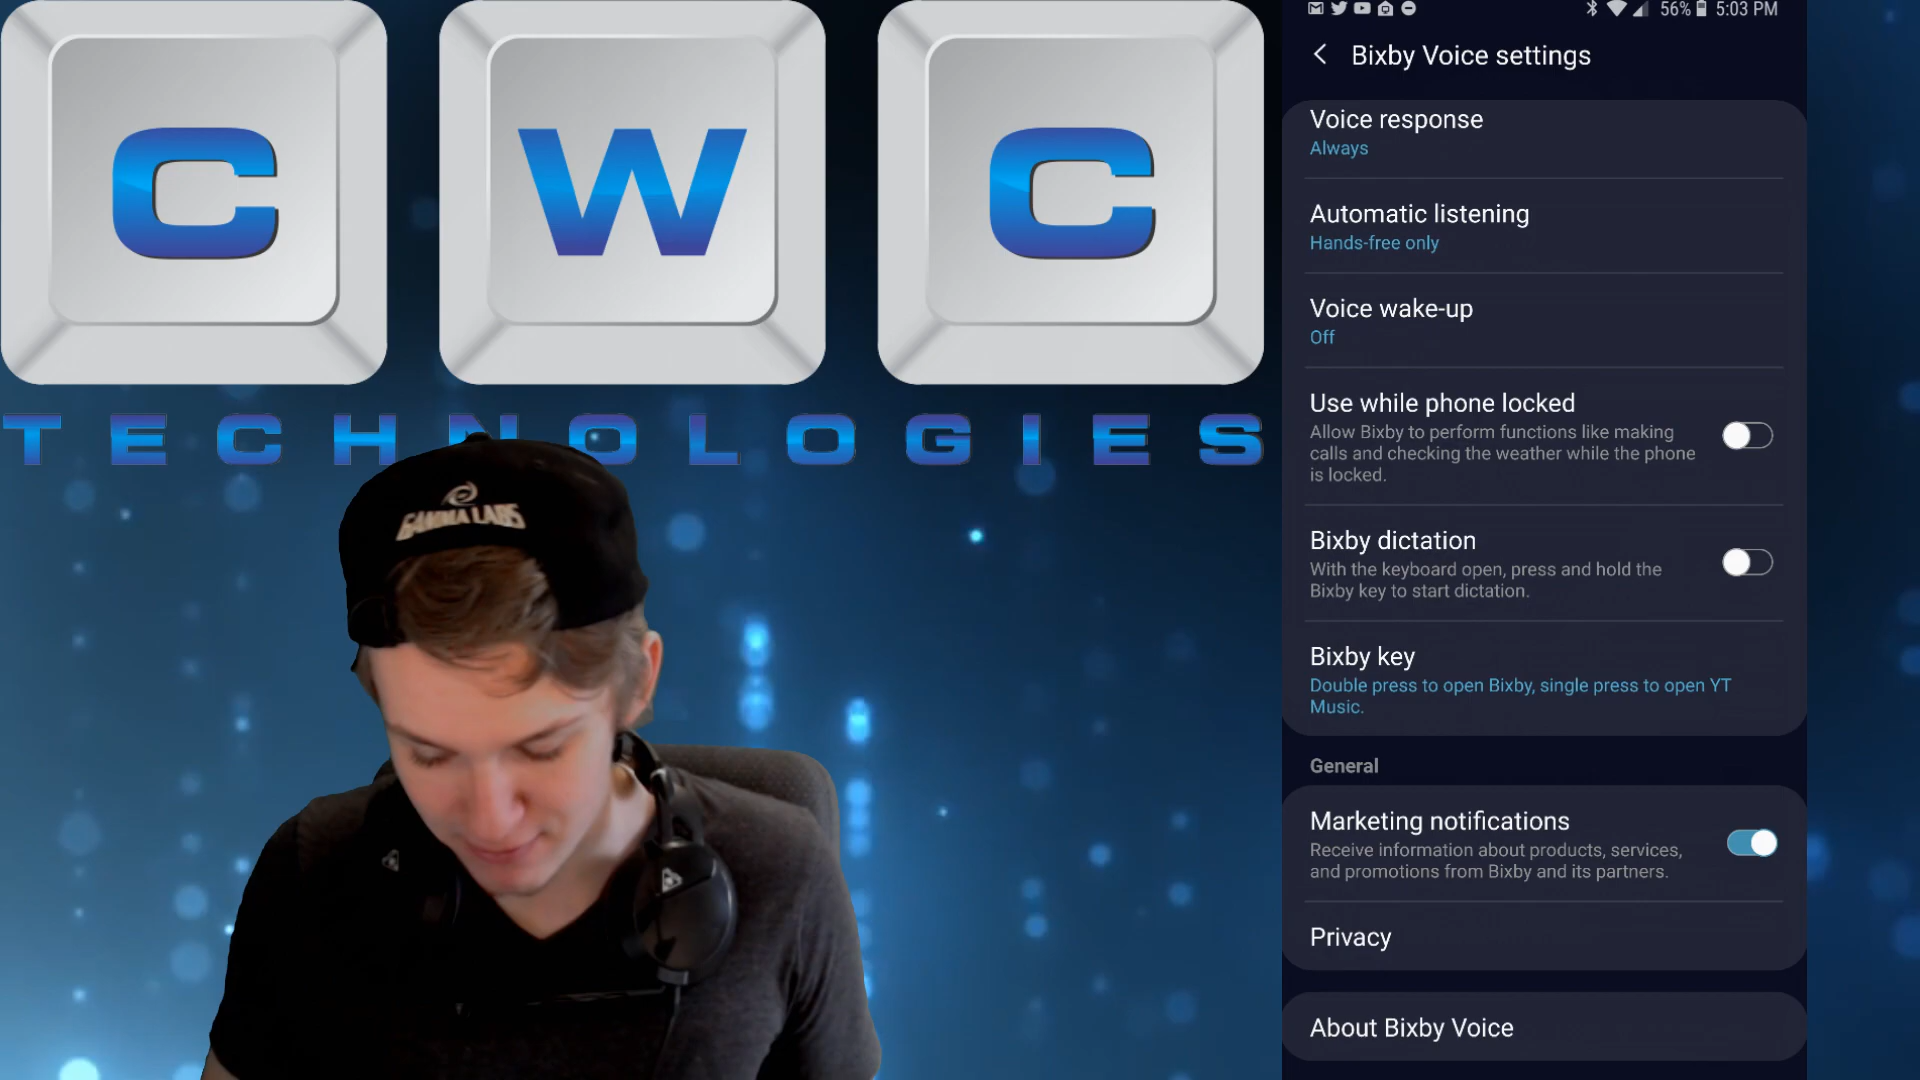 C W C
TECHNOLOGIES
GAMMA LABS
56% 5:03 PM
Bixby Voice settings
Voice response
Always
Automatic listening
Hands-free only
Voice wake-up
Off
Use while phone locked
Allow Bixby to perform functions like making
calls and checking the weather while the phone
is locked.
Bixby dictation
With the keyboard open, press and hold the
Bixby key to start dictation.
Bixby key
Double press to open Bixby, single press to open YT
Music.
General
Marketing notifications
Receive information about products, services,
and promotions from Bixby and its partners.
Privacy
About Bixby Voice